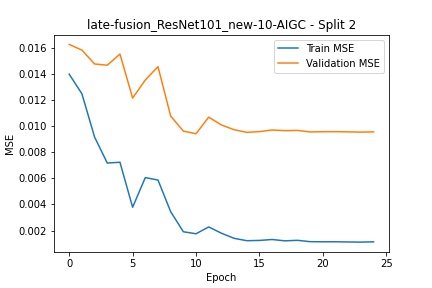 late-fusion_ResNet101_new-10-AIGC - Split 2
Train MSE
Validation MSE
MSE
0.016
0.014
0.012
0.010
0.008
0.006
0.004
0.002
0
5
10
15
20
25
Epoch